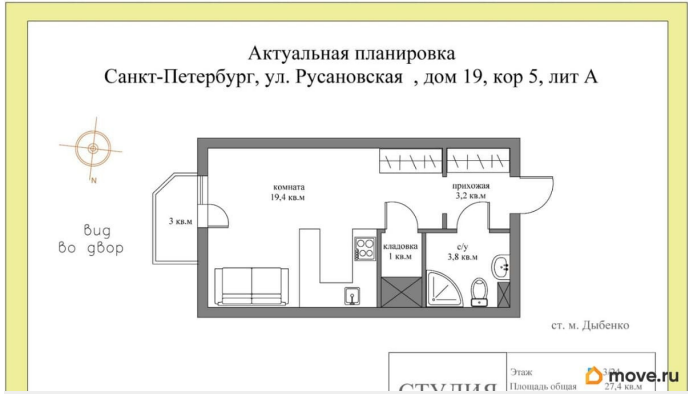 Актуальная планировка
Санкт-Петербург, ул. Русановская , дом 19, кор 5, лит А
N
вид
во двор
3 кв.м
комната
19,4 кв.м
прихожая
3,2 кв.м
кладовка
1 кв.м
с/у
3,8 кв.м
ст. м. Дыбенко
СТУДИЯ
Этаж
Площадь общая 27,4 кв.м
move.ru